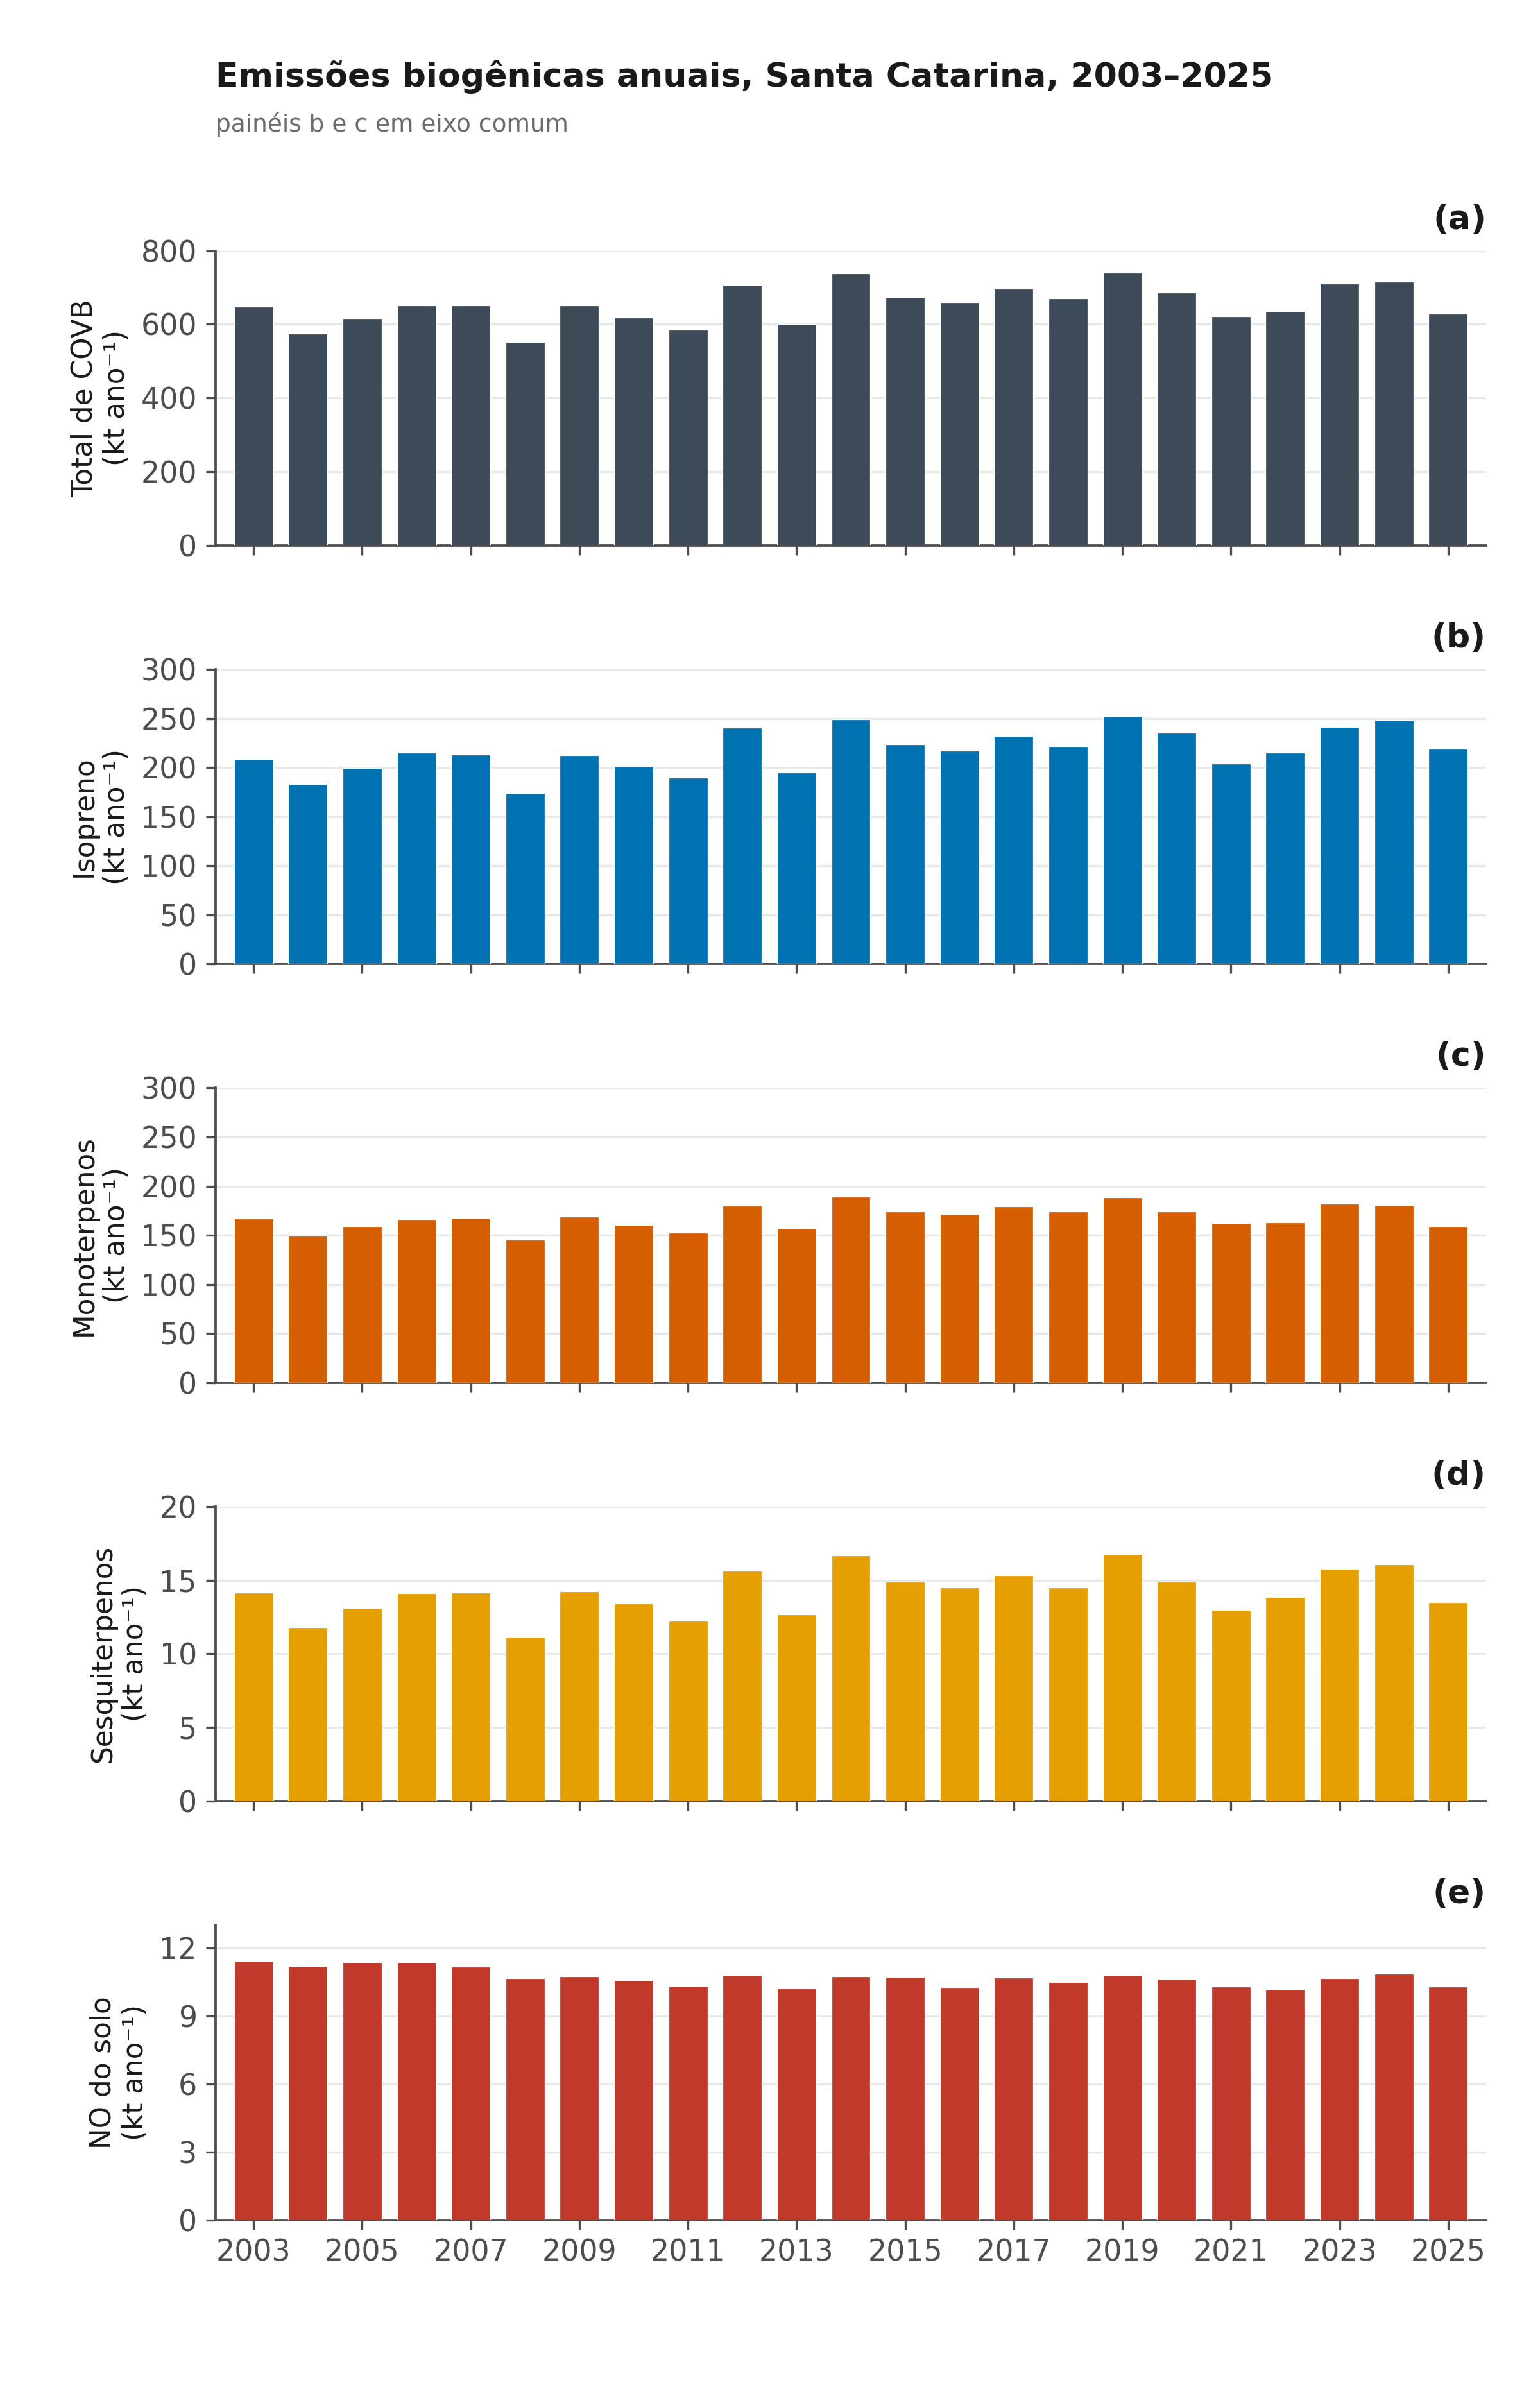 Emissões biogênicas anuais, Santa Catarina, 2003–2025
painéis b e c em eixo comum
(a)
Total de COVB
(kt ano⁻¹)
800
600
400
200
0
(b)
Isopreno
(kt ano⁻¹)
300
250
200
150
100
50
0
(c)
Monoterpenos
(kt ano⁻¹)
300
250
200
150
100
50
0
(d)
Sesquiterpenos
(kt ano⁻¹)
20
15
10
5
0
(e)
NO do solo
(kt ano⁻¹)
12
9
6
3
0
2003 2005 2007 2009 2011 2013 2015 2017 2019 2021 2023 2025